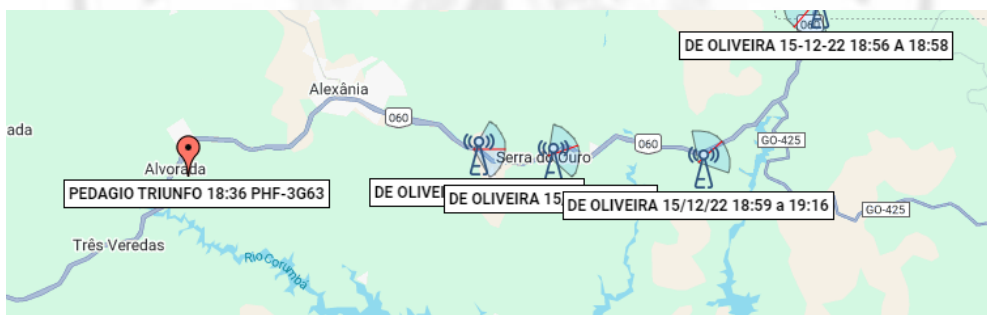 060
DE OLIVEIRA 15-12-22 18:56 A 18:58
Alexânia
060
ada
Alvorada
Serra do Ouro
060
GO-425
PEDAGIO TRIUNFO 18:36 PHF-3G63
DE OLIVEI
DE OLIVEIRA 15/
DE OLIVEIRA 15/12/22 18:59 a 19:16
GO-425
Três Veredas
Rio Corumbá